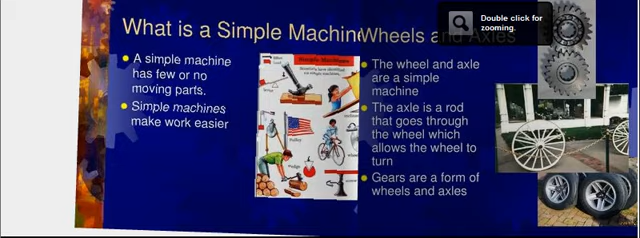 What is a Simple Machine
A simple machine
has few or no
moving parts.
Simple machines
make work easier
Simple Machines
Wheels and Axles
The wheel and axle
are a simple
machine
The axle is a rod
that goes through
the wheel which
allows the wheel to
turn
Gears are a form of
wheels and axles
Double click for
zooming.